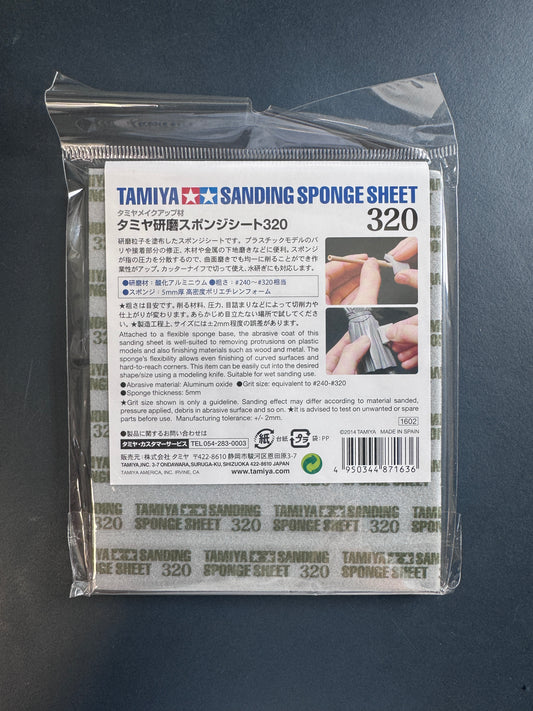 TAMIYA SANDING SPONGE SHEET
タミヤメイクアップ材
タミヤ研磨スポンジシート320
320
研磨粒子を塗布したスポンジシートです。プラスチックモデルのバ
リや接着部分の修正、木材や金属の下地磨きなどに便利。スポンジ
が指の圧力を分散するので、曲面磨きでも均一に削ることができ作
業性がアップ。カッターナイフで切って使え、水研ぎにも対応します。
●研磨材：酸化アルミニウム ●粗さ：#240〜#320相当
●スポンジ：5mm厚 高密度ポリエチレンフォーム
★粗さは目安です。削る材料、圧力、目詰まりなどによって切削力や
仕上がりが変わります。あらかじめ目立たない場所で試してください。
★製造工程上、サイズには±2mm程度の誤差があります。
Attached to a flexible sponge base, the abrasive coat of this
sanding sheet is well-suited to removing protrusions on plastic
models and also finishing materials such as wood and metal. The
sponge's flexibility allows even finishing of curved surfaces and
hard-to-reach corners. This item can be easily cut into the desired
shape/size using a modeling knife. Suitable for wet sanding use.
●Abrasive material: Aluminum oxide ●Grit size: equivalent to #240-#320
●Sponge thickness: 5mm
★Grit size shown is only a guideline. Sanding effect may differ according to material sanded,
pressure applied, debris in abrasive surface and so on. ★It is advised to test on unwanted or spare
parts before use. Manufacturing tolerance: +/- 2mm.
1602
■製品に関するお問い合わせは
タミヤ・カスタマーサービス TEL 054-283-0003
紙 台紙 プラ 袋:PP
©2014 TAMIYA MADE IN SPAIN
販売元：株式会社 タミヤ 〒422-8610 静岡市駿河区恩田原3-7
TAMIYA,INC. 3-7 ONDAWARA, SURUGA-KU, SHIZUOKA 422-8610 JAPAN
TAMIYA AMERICA, INC. IRVINE, CA
www.tamiya.com
4 950344 871636
TAMIYA SANDING
SPONGE SHEET 320
TAMIYA SANDING
SPONGE SHEET 320